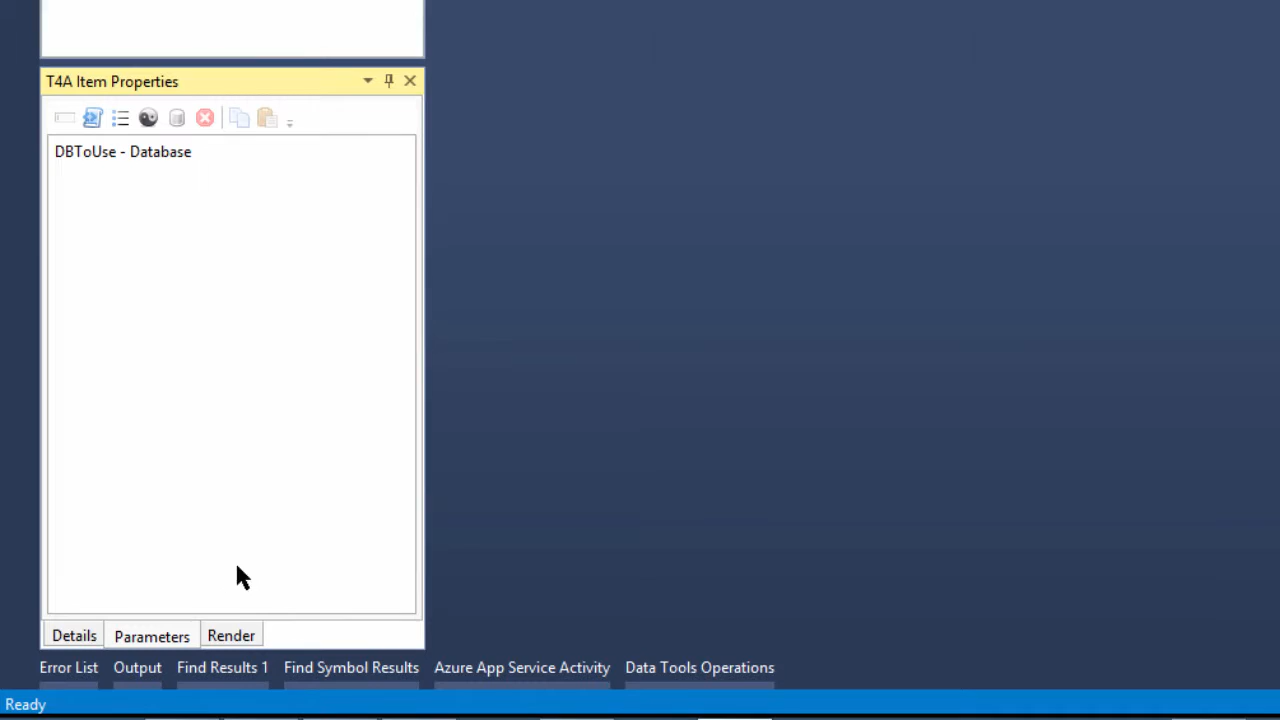 T4A Item Properties
DBToUse - Database
Details Parameters Render
Error List Output Find Results 1 Find Symbol Results Azure App Service Activity Data Tools Operations
Ready